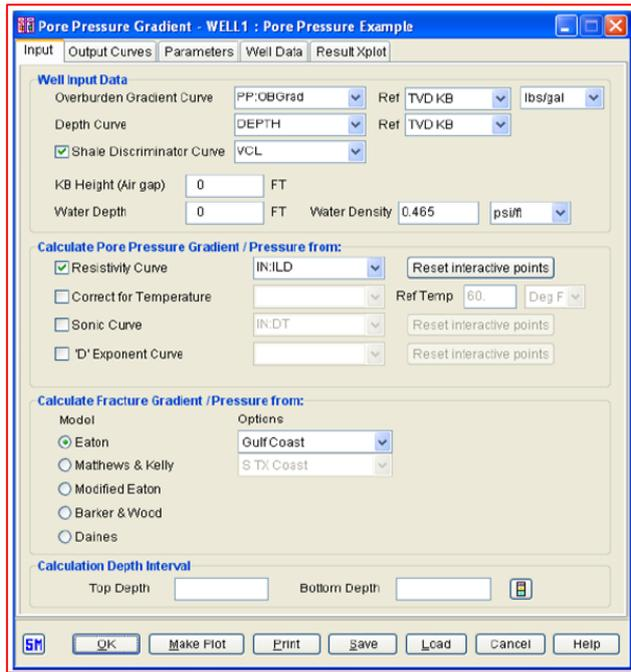 Pore Pressure Gradient - WELL1 : Pore Pressure Example
Input Output Curves Parameters Well Data Result Xplot
Well Input Data
Overburden Gradient Curve PP:OBGrad Ref TVD KB lbs/gal
Depth Curve DEPTH Ref TVD KB
Shale Discriminator Curve VCL
KB Height (Air gap) 0 FT
Water Depth 0 FT Water Density 0.465 psi/ft
Calculate Pore Pressure Gradient / Pressure from:
Resistivity Curve IN:ILD Reset interactive points
Correct for Temperature Ref Temp 60. Deg F
Sonic Curve IN:DT Reset interactive points
'D' Exponent Curve Reset interactive points
Calculate Fracture Gradient / Pressure from:
Model Options
Eaton Gulf Coast
Matthews & Kelly S.TX Coast
Modified Eaton
Barker & Wood
Daines
Calculation Depth Interval
Top Depth Bottom Depth
SM OK Make Plot Print Save Load Cancel Help